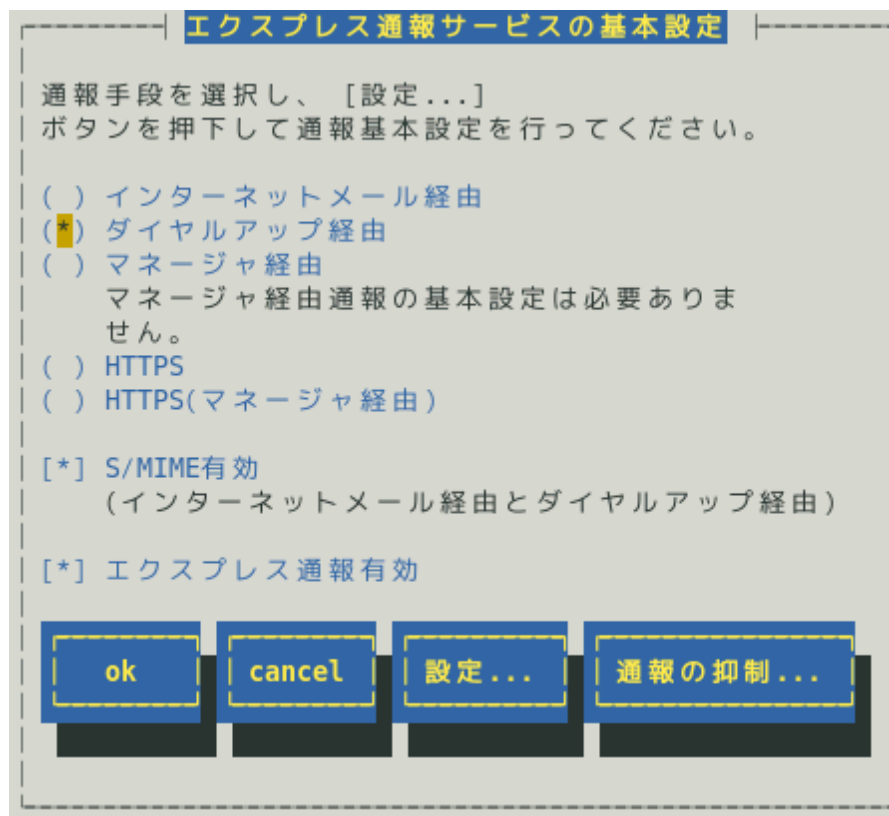 エクスプレス通報サービスの基本設定
通報手段を選択し、 [設定...]
ボタンを押下して通報基本設定を行ってください。
( ) インターネットメール経由
(*) ダイヤルアップ経由
( ) マネージャ経由
マネージャ経由通報の基本設定は必要ありま
せん。
( ) HTTPS
( ) HTTPS(マネージャ経由)
[*] S/MIME有効
(インターネットメール経由とダイヤルアップ経由)
[*] エクスプレス通報有効
ok cancel 設定... 通報の抑制...